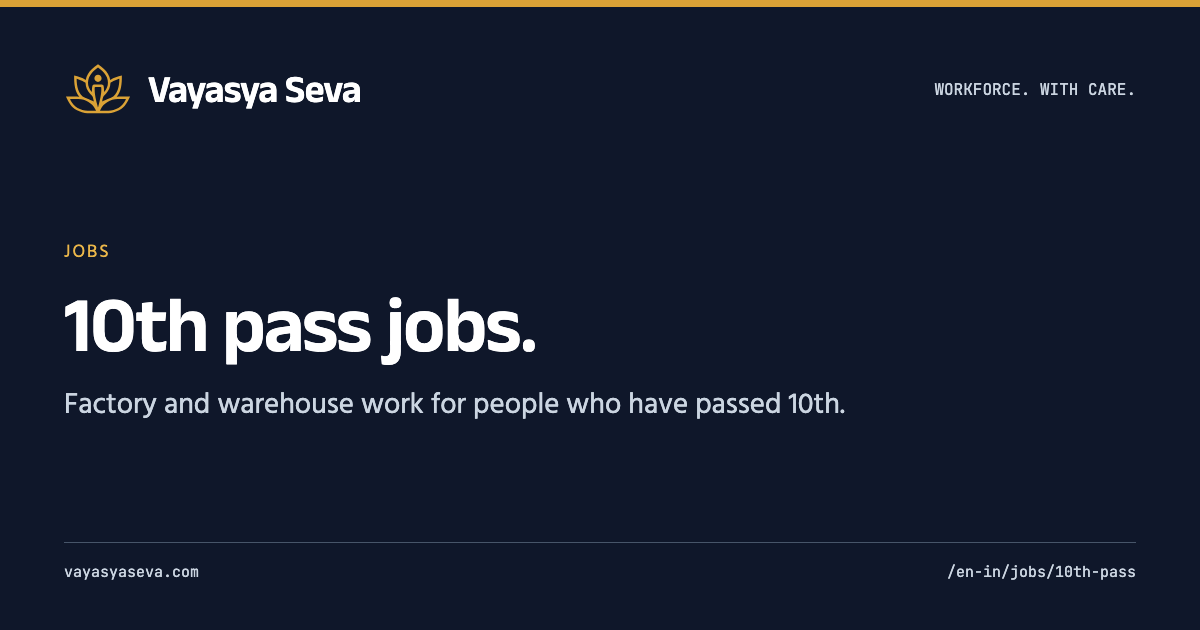 Vayasya Seva
WORKFORCE. WITH CARE.
JOBS
10th pass jobs.
Factory and warehouse work for people who have passed 10th.
vayasyaseva.com
/en-in/jobs/10th-pass